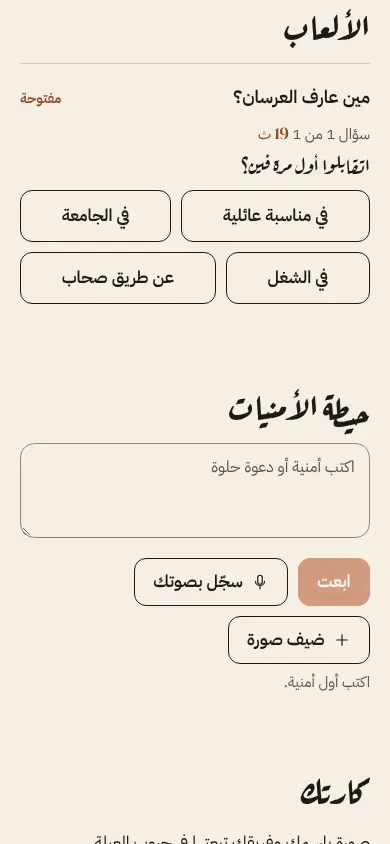 الألعاب
مين عارف العرسان؟ مفتوحة
سؤال 1 من 1 19 ث
اتقابلوا أول مرة فين؟
في مناسبة عائلية في الجامعة
في الشغل عن طريق صحاب
حيطة الأمنيات
اكتب أمنية أو دعوة حلوة
ابعت سجّل بصوتك
ضيف صورة
اكتب أول أمنية.
كارتك